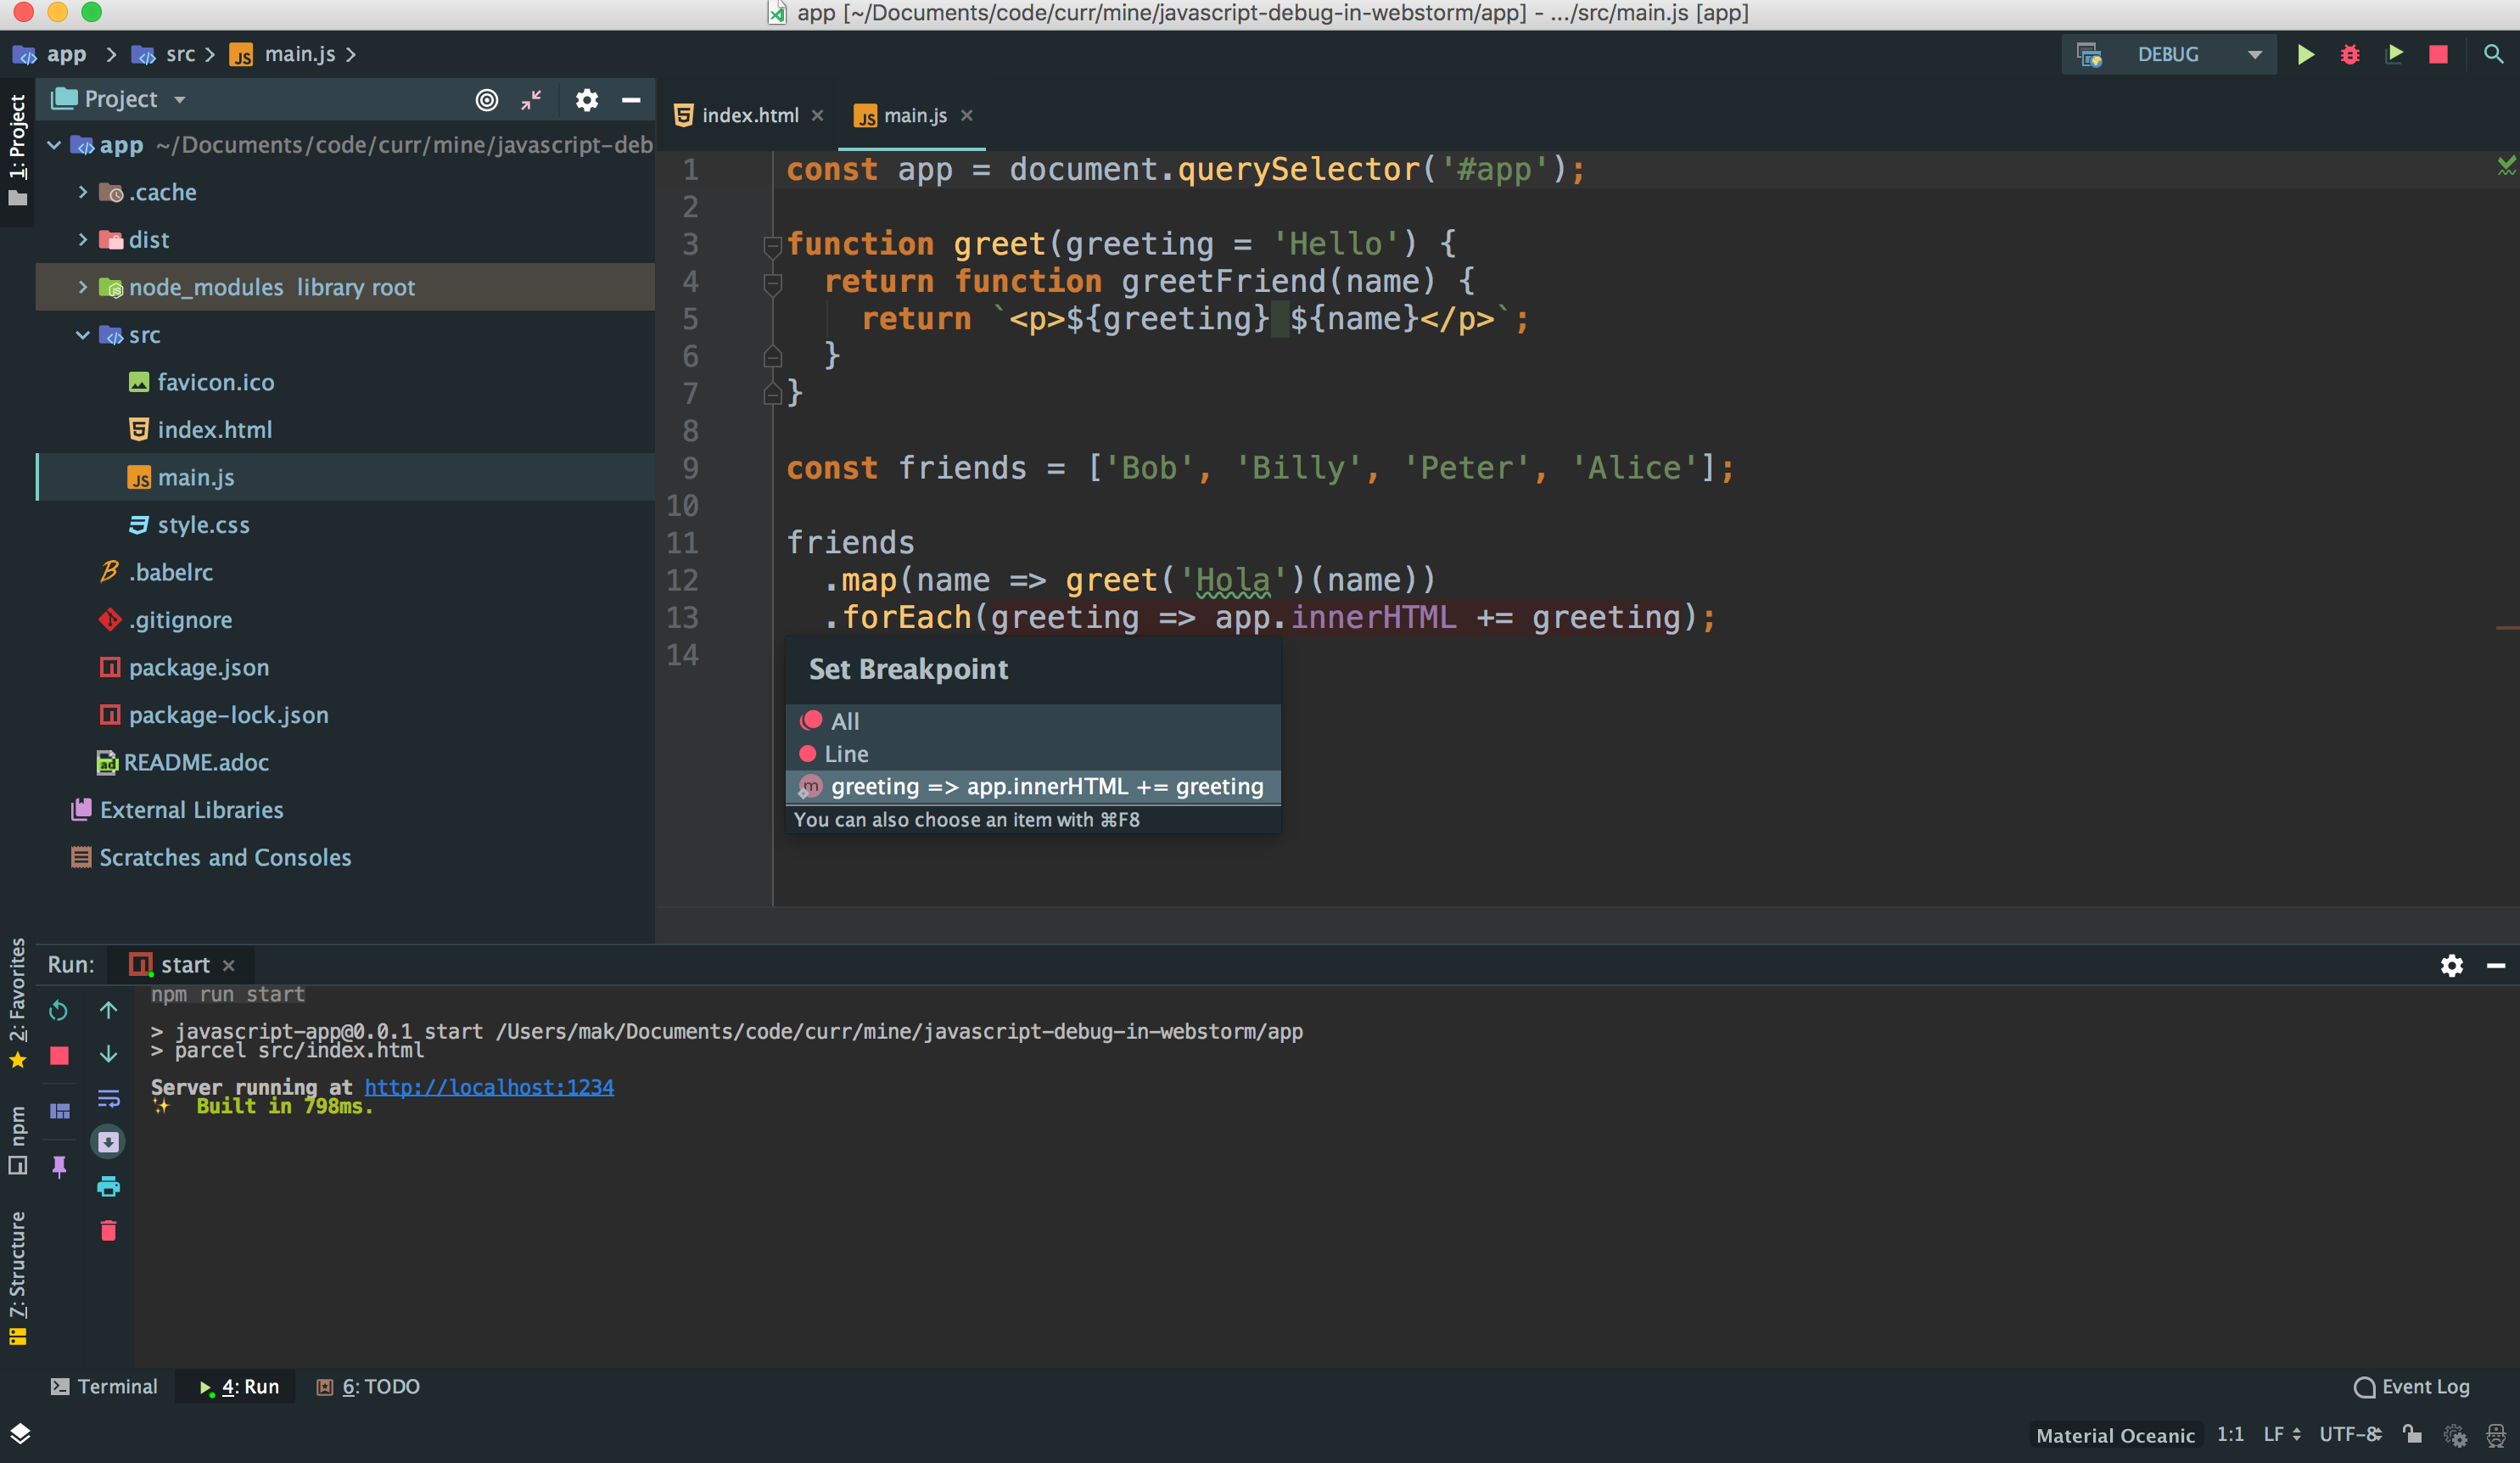 app [~/Documents/code/curr/mine/javascript-debug-in-webstorm/app] - .../src/main.js [app]
app > src > JS main.js >
DEBUG
1: Project
Project
app ~/Documents/code/curr/mine/javascript-deb
.cache
dist
node_modules library root
src
favicon.ico
index.html
main.js
style.css
.babelrc
.gitignore
package.json
package-lock.json
README.adoc
External Libraries
Scratches and Consoles
index.html × JS main.js ×
1 const app = document.querySelector('#app');
2
3 function greet(greeting = 'Hello') {
4 return function greetFriend(name) {
5 return `<p>${greeting} ${name}</p>`;
6 }
7 }
8
9 const friends = ['Bob', 'Billy', 'Peter', 'Alice'];
10
11 friends
12 .map(name => greet('Hola')(name))
13 .forEach(greeting => app.innerHTML += greeting);
14
Set Breakpoint
All
Line
greeting => app.innerHTML += greeting
You can also choose an item with ⌘F8
2: Favorites
npm
7: Structure
Run: start ×
npm run start
> javascript-app@0.0.1 start /Users/mak/Documents/code/curr/mine/javascript-debug-in-webstorm/app
> parcel src/index.html
Server running at http://localhost:1234
✨ Built in 798ms.
Terminal 4: Run 6: TODO Event Log
Material Oceanic 1:1 LF UTF-8